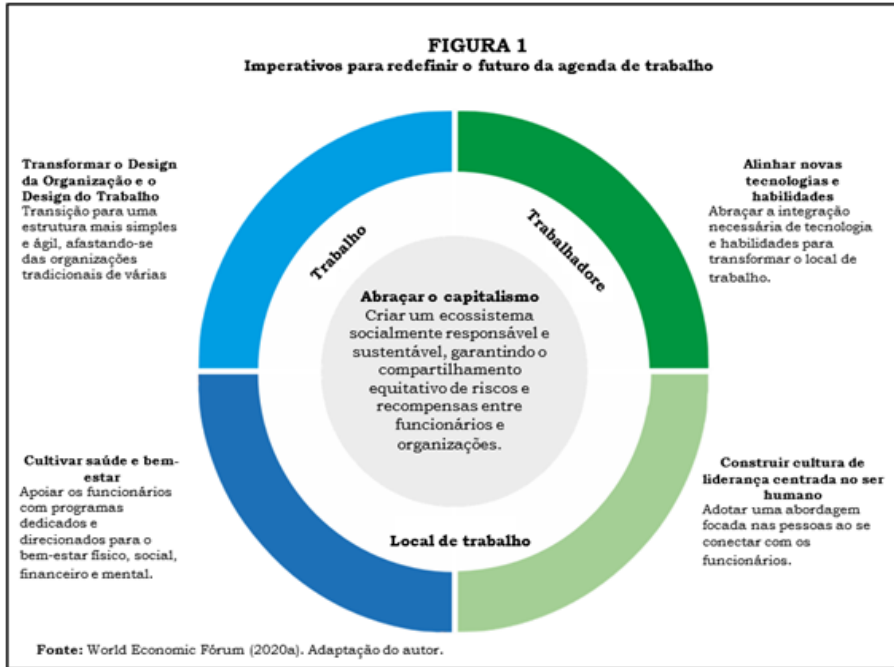 FIGURA 1
Imperativos para redefinir o futuro da agenda de trabalho
Transformar o Design
da Organização e o
Design do Trabalho
Transição para uma
estrutura mais simples
e ágil, afastando-se
das organizações
tradicionais de várias
Alinhar novas
tecnologias e
habilidades
Abraçar a integração
necessária de tecnologia
e habilidades para
transformar o local de
trabalho.
Trabalho
Trabalhadore
Abraçar o capitalismo
Criar um ecossistema
socialmente responsável e
sustentável, garantindo o
compartilhamento
equitativo de riscos e
recompensas entre
funcionários e
organizações.
Cultivar saúde e bem-
estar
Apoiar os funcionários
com programas
dedicados e
direcionados para o
bem-estar físico, social,
financeiro e mental.
Construir cultura de
liderança centrada no ser
humano
Adotar uma abordagem
focada nas pessoas ao se
conectar com os
funcionários.
Local de trabalho
Fonte: World Economic Fórum (2020a). Adaptação do autor.